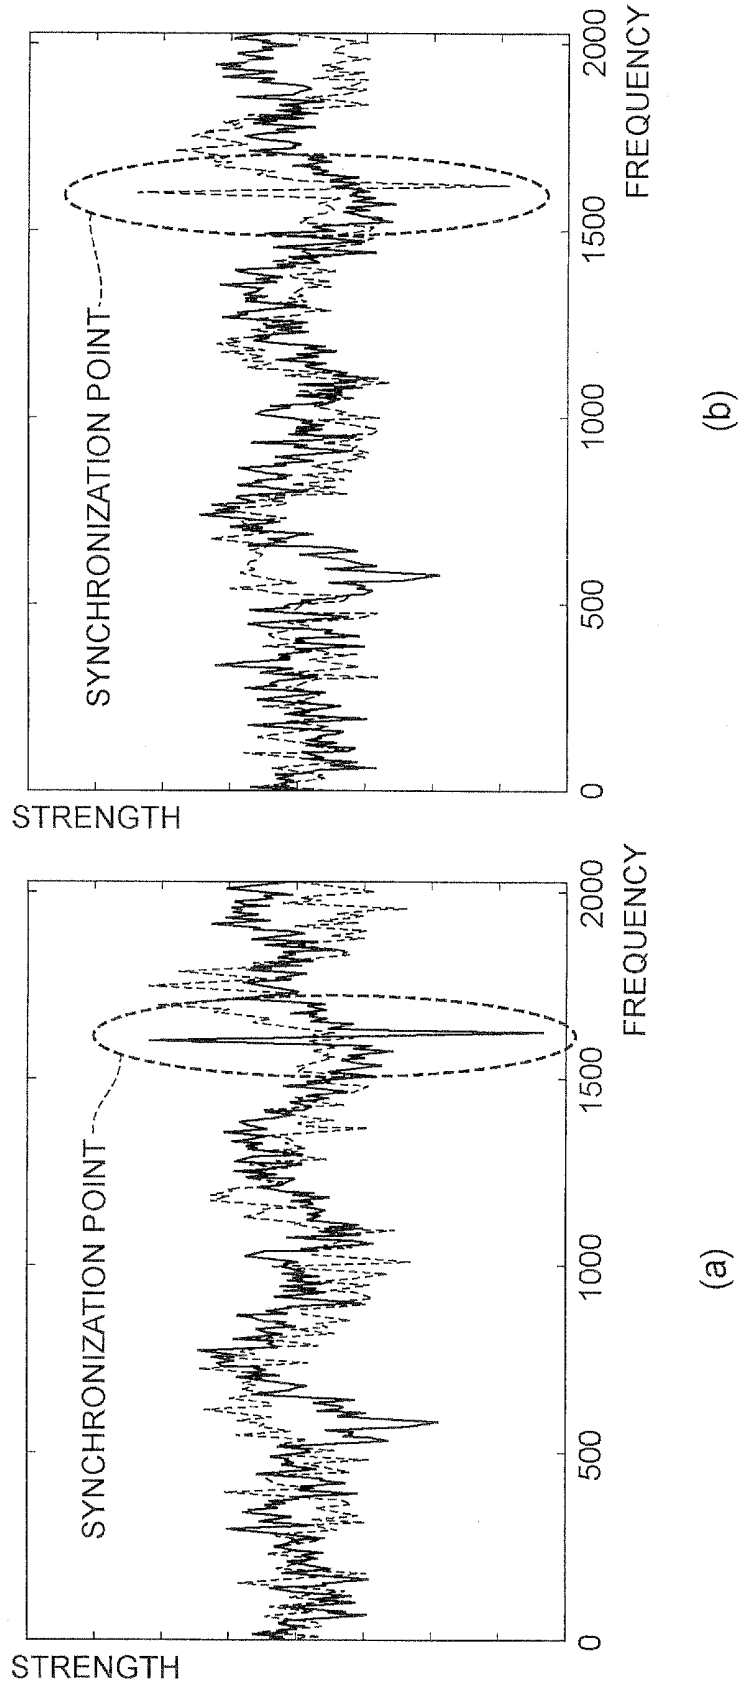 STRENGTH
SYNCHRONIZATION POINT
0
500
1000
1500
2000
FREQUENCY
(a)
STRENGTH
SYNCHRONIZATION POINT
0
500
1000
1500
2000
FREQUENCY
(b)